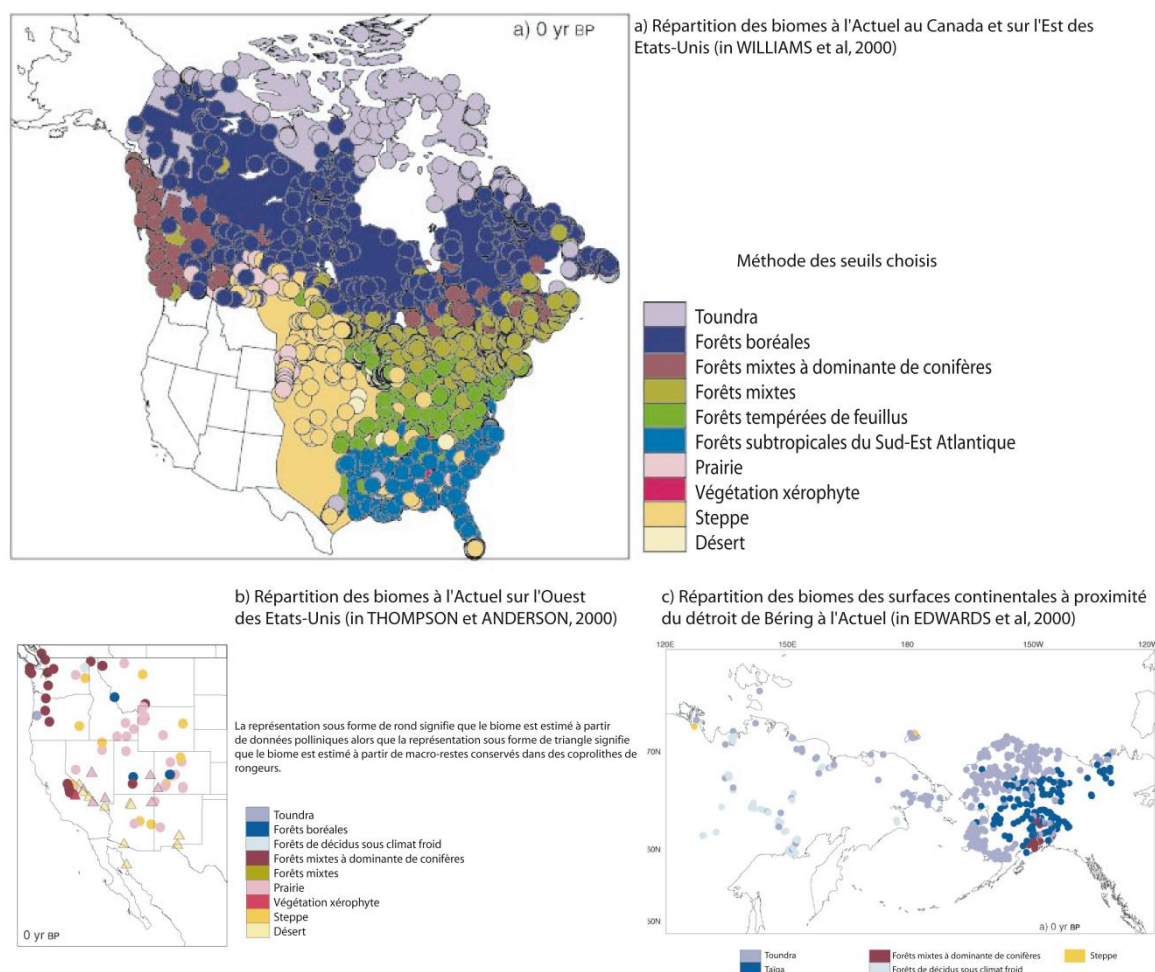 a) 0 yr BP
a) Répartition des biomes à l'Actuel au Canada et sur l'Est des
Etats-Unis (in WILLIAMS et al, 2000)
Méthode des seuils choisis
Toundra
Forêts boréales
Forêts mixtes à dominante de conifères
Forêts mixtes
Forêts tempérées de feuillus
Forêts subtropicales du Sud-Est Atlantique
Prairie
Végétation xérophyte
Steppe
Désert
b) Répartition des biomes à l'Actuel sur l'Ouest
des Etats-Unis (in THOMPSON et ANDERSON, 2000)
La représentation sous forme de rond signifie que le biome est estimé à partir
de données polliniques alors que la représentation sous forme de triangle signifie
que le biome est estimé à partir de macro-restes conservés dans des coprolithes de
rongeurs.
Toundra
Forêts boréales
Forêts de décidus sous climat froid
Forêts mixtes à dominante de conifères
Forêts mixtes
Prairie
Végétation xérophyte
Steppe
Désert
0 yr BP
c) Répartition des biomes des surfaces continentales à proximité
du détroit de Béring à l'Actuel (in EDWARDS et al, 2000)
120E 150E 180 150W 120W
70N
60N
50N
a) 0 yr BP
Toundra
Taïga
Forêts mixtes à dominante de conifères
Forêts de décidus sous climat froid
Steppe